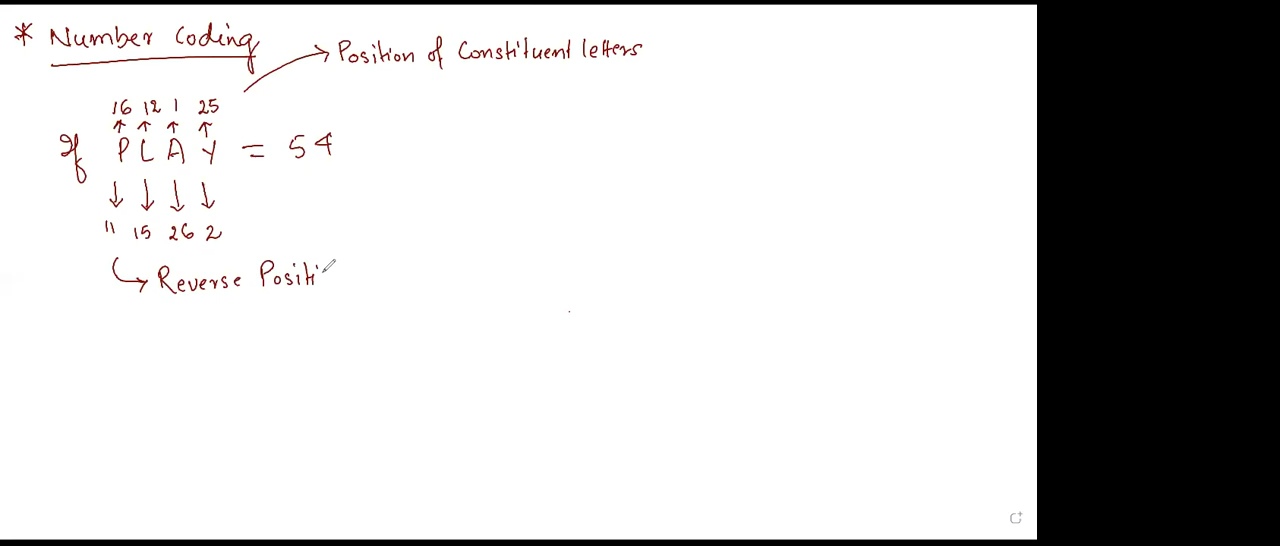 * Number Coding
→ Position of Constituent letters
16 12 1 25
↑ ↑ ↑ ↑
If P L A Y = 54
↓ ↓ ↓ ↓
11 15 26 2
↳ Reverse Positi